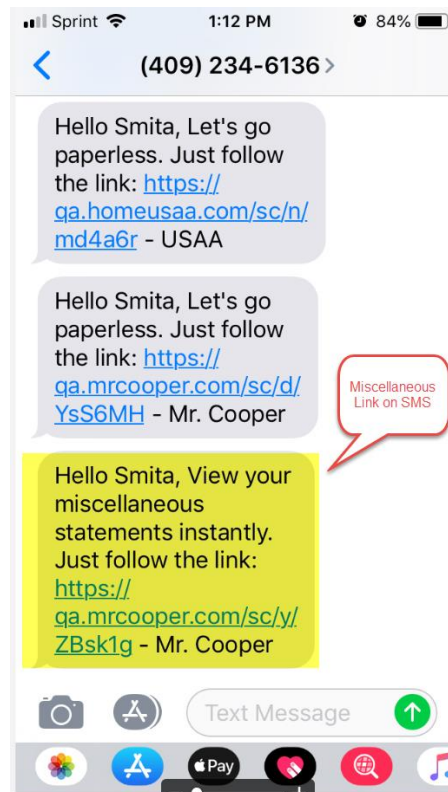 Sprint 1:12 PM 84%
(409) 234-6136 >
Hello Smita, Let's go
paperless. Just follow
the link: https://
qa.homeusaa.com/sc/n/
md4a6r - USAA
Hello Smita, Let's go
paperless. Just follow
the link: https://
qa.mrcooper.com/sc/d/
YsS6MH - Mr. Cooper
Miscellaneous
Link on SMS
Hello Smita, View your
miscellaneous
statements instantly.
Just follow the link:
https://
qa.mrcooper.com/sc/y/
ZBsk1g - Mr. Cooper
Text Message
Pay